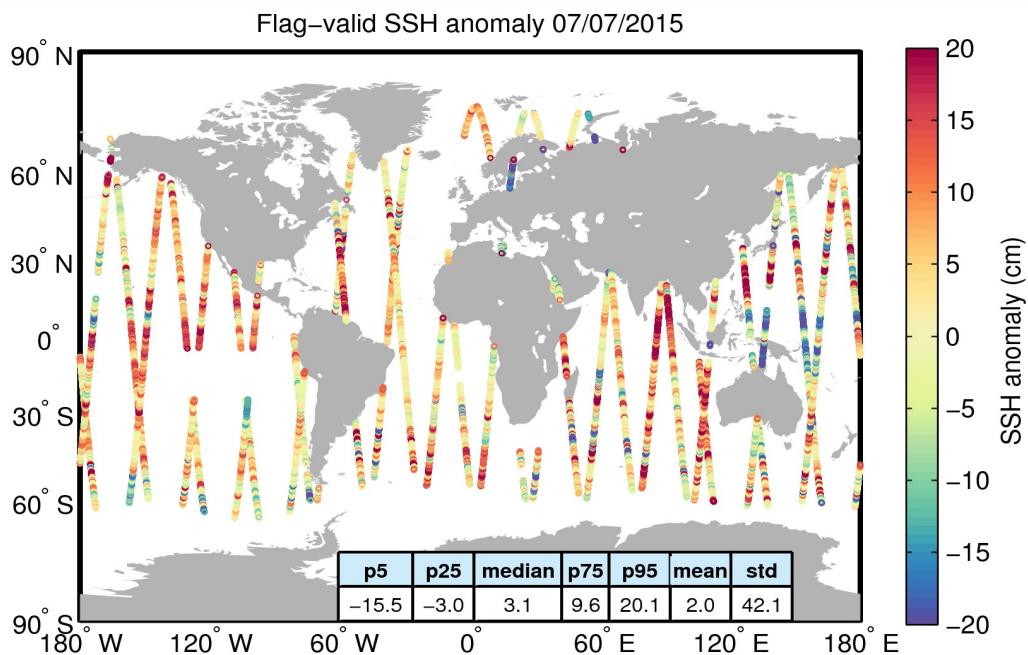 Flag−valid SSH anomaly 07/07/2015
90° N
60° N
30° N
0°
30° S
60° S
90° S
180° W
120° W
60° W
0°
60° E
120° E
180° E
p5 p25 median p75 p95 mean std
−15.5 −3.0 3.1 9.6 20.1 2.0 42.1
20
15
10
5
0
−5
−10
−15
−20
SSH anomaly (cm)